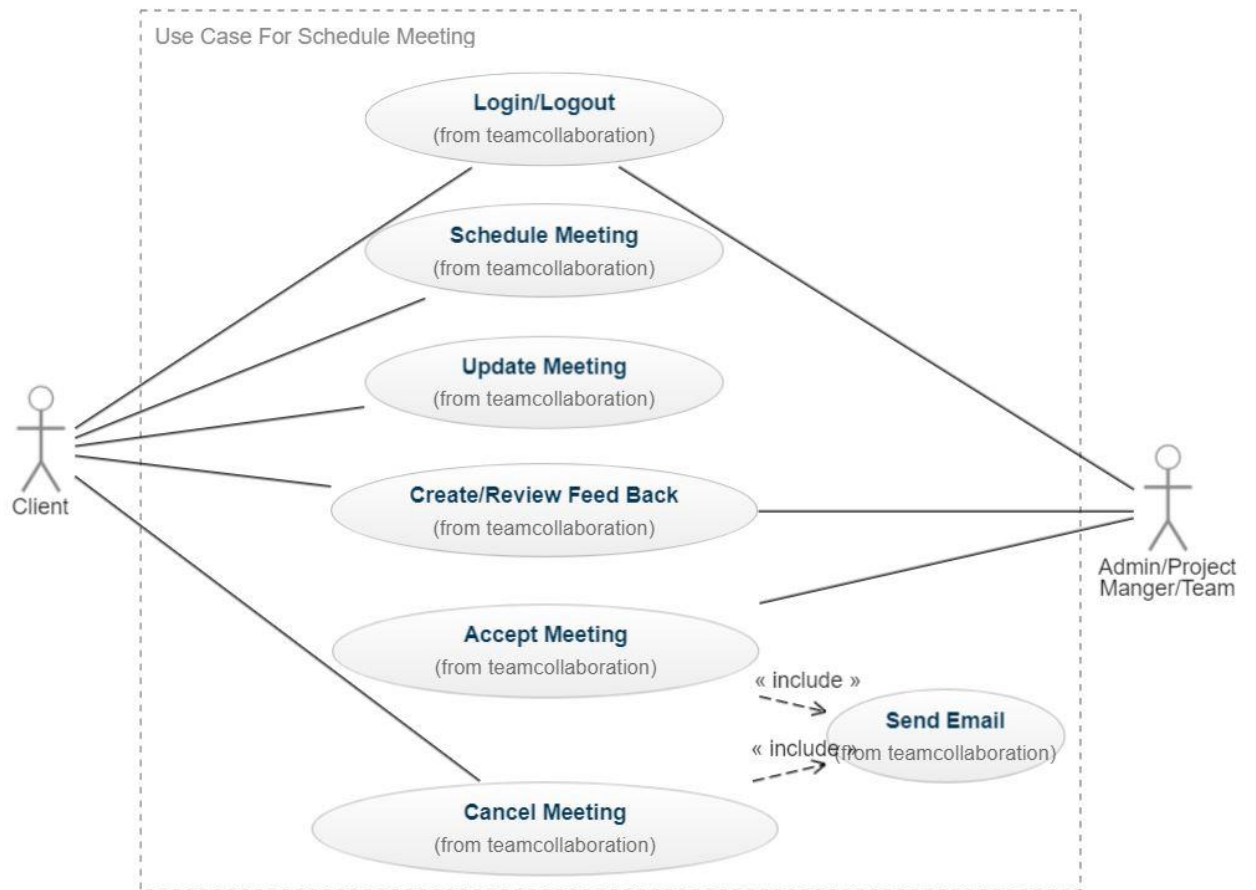 Use Case For Schedule Meeting
Login/Logout
(from teamcollaboration)
Schedule Meeting
(from teamcollaboration)
Update Meeting
(from teamcollaboration)
Client
Create/Review Feed Back
(from teamcollaboration)
Admin/Project
Manger/Team
Accept Meeting
(from teamcollaboration)
« include »
Send Email
(from teamcollaboration)
« include »
Cancel Meeting
(from teamcollaboration)